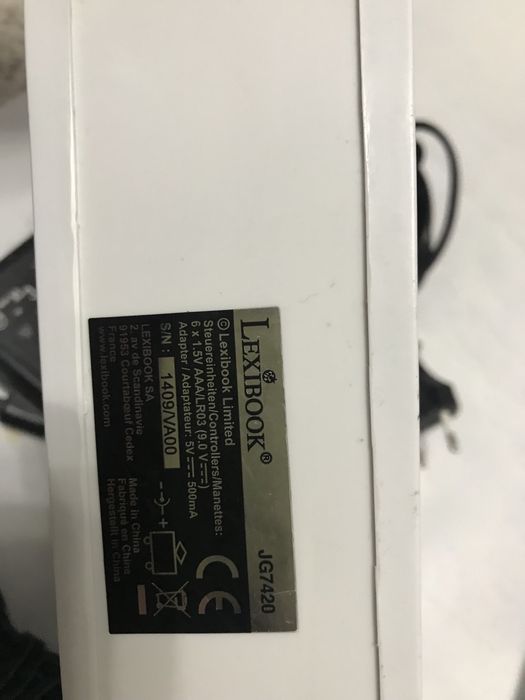 LEXIBOOK® JG7420
© Lexibook Limited
Steuereinheiten/Controllers/Manettes:
6 x 1.5V AAA/LR03 (9.0 V⎓)
Adapter / Adaptateur: 5V⎓ 500mA
S/N : 1409/VA00
LEXIBOOK SA
2, av de Scandinavie
91953 Courtabœuf Cedex
France
www.lexibook.com
Made in China
Fabriqué en Chine
Hergestellt in China
- +
CE